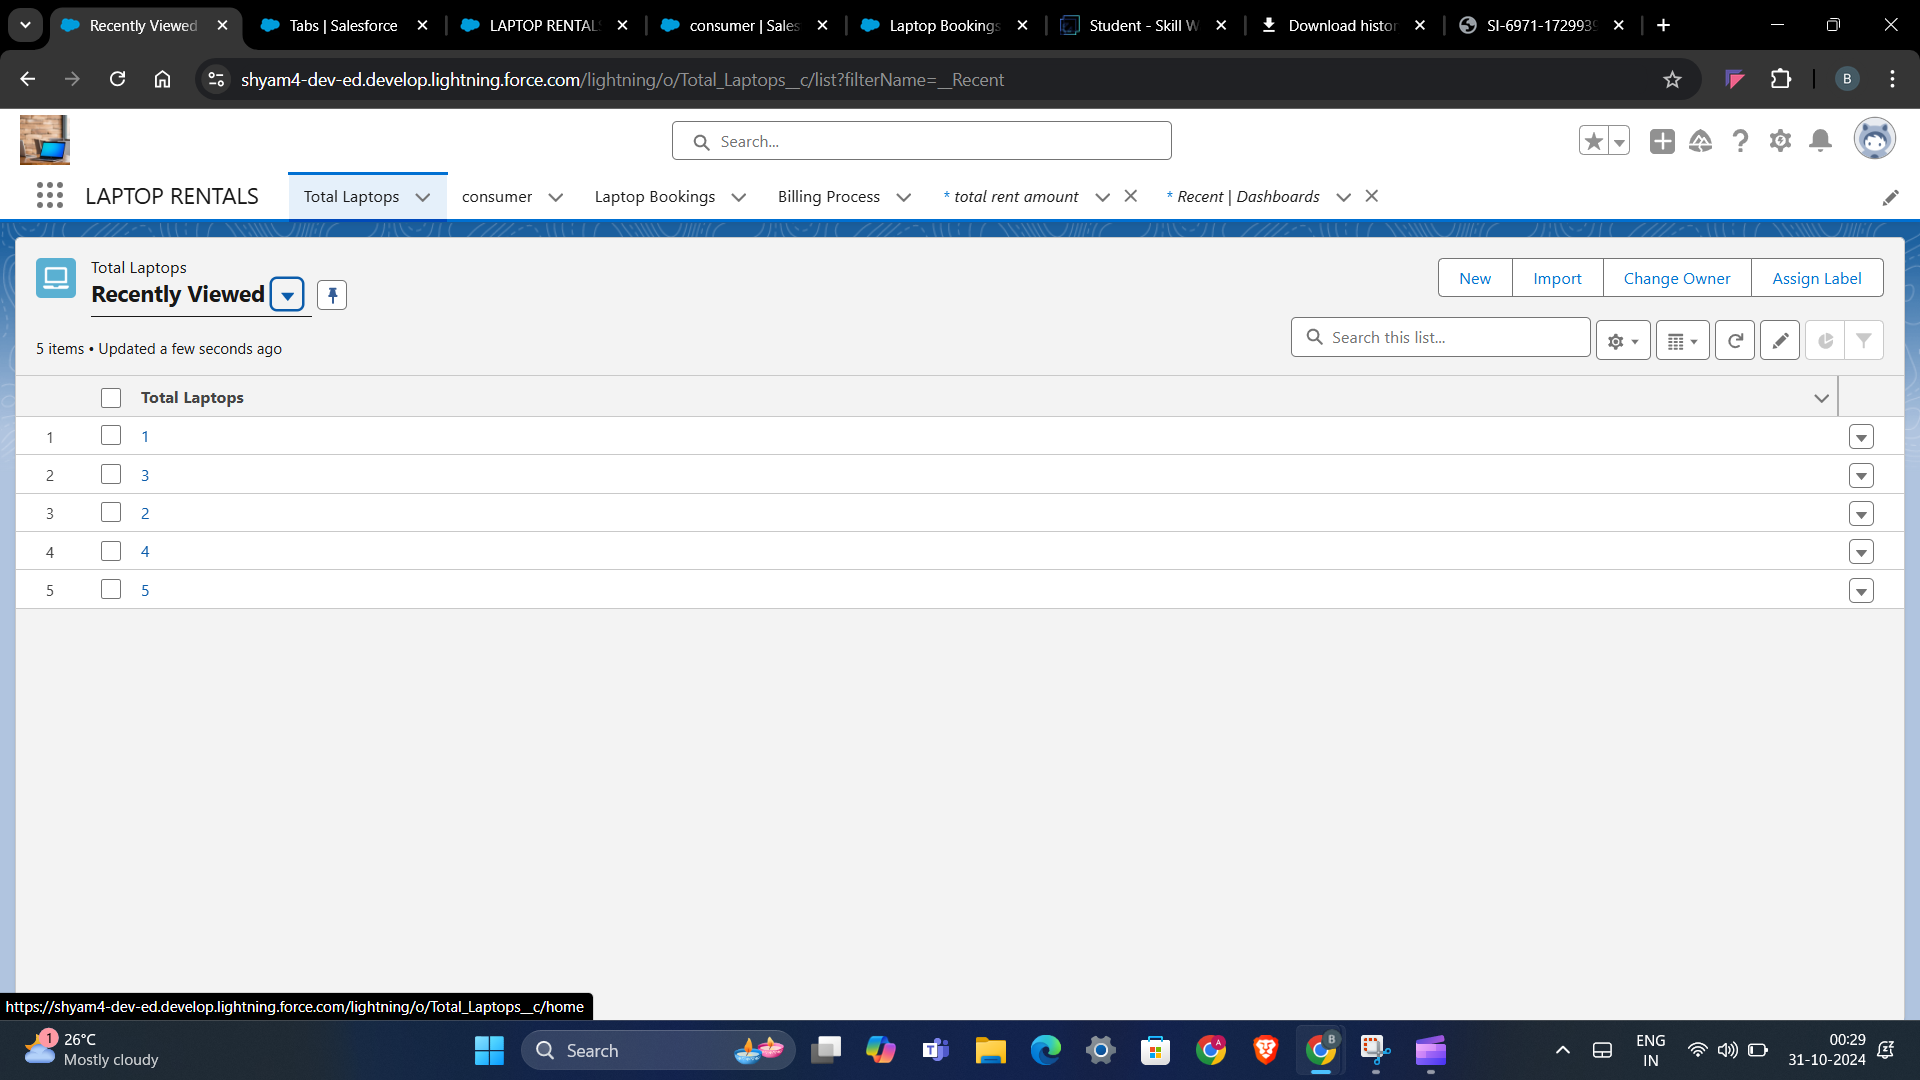 Recently Viewed
Tabs | Salesforce
LAPTOP RENTALS
consumer | Sales
Laptop Bookings
Student - Skill W
Download histor
SI-6971-1729939
shyam4-dev-ed.develop.lightning.force.com/lightning/o/Total_Laptops__c/list?filterName=__Recent
B
Search...
LAPTOP RENTALS
Total Laptops
consumer
Laptop Bookings
Billing Process
* total rent amount
* Recent | Dashboards
Total Laptops
Recently Viewed
New
Import
Change Owner
Assign Label
5 items • Updated a few seconds ago
Search this list...
Total Laptops
1 1
2 3
3 2
4 4
5 5
https://shyam4-dev-ed.develop.lightning.force.com/lightning/o/Total_Laptops__c/home
1
26°C
Mostly cloudy
Search
A
B
ENG
IN
00:29
31-10-2024